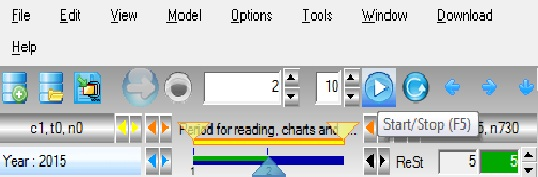 File Edit View Model Options Tools Window Download
Help
2 10
Start/Stop (F5)
e1, t0, n0 Period for reading, charts and ... 5, n730
Year : 2015 1 2 ReSt 5 5